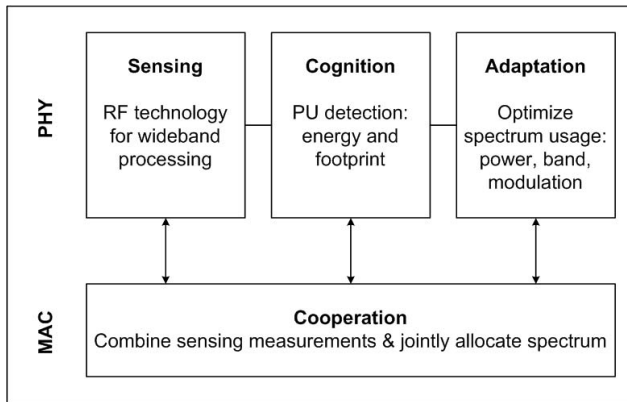 PHY
Sensing
RF technology
for wideband
processing
Cognition
PU detection:
energy and
footprint
Adaptation
Optimize
spectrum usage:
power, band,
modulation
MAC
Cooperation
Combine sensing measurements & jointly allocate spectrum